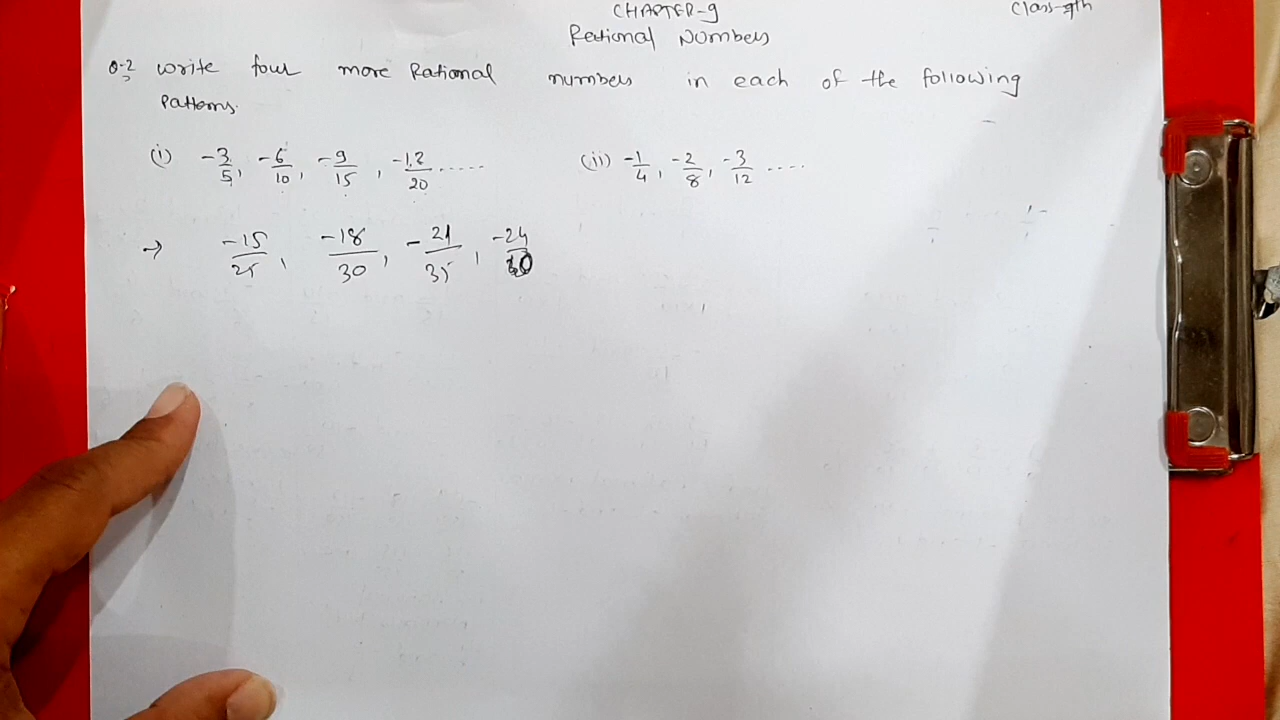 CHAPTER-9
Class-7th
Rational Numbers
Q-2 Write four more Rational numbers in each of the following
Patterns.
(i) -3/5, -6/10, -9/15, -12/20 ...... (ii) -1/4, -2/8, -3/12 ....
→ -15/25, -18/30, -21/35, -24/40